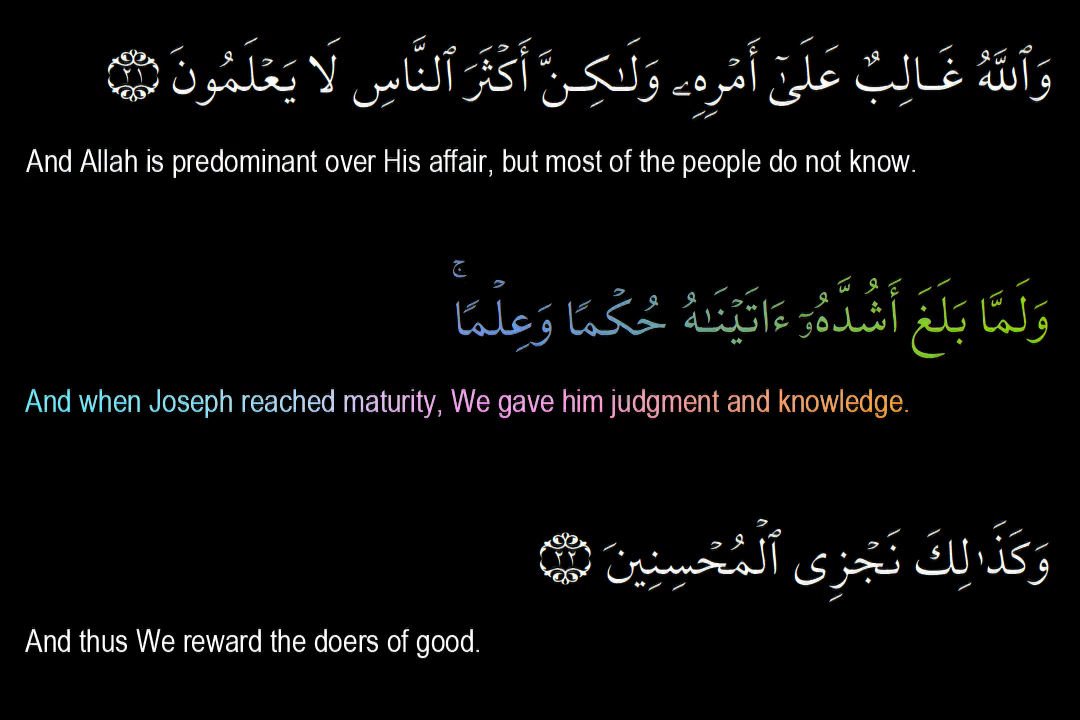 وَٱللَّهُ غَـالِبٌ عَلَىٰٓ أَمْرِهِۦ وَلَـٰكِـنَّ أَكْثَرَ ٱلنَّاسِ لَا يَعْلَمُونَ ٢١
And Allah is predominant over His affair, but most of the people do not know.
وَلَمَّا بَلَغَ أَشُدَّهُۥٓ ءَاتَيْنَـٰهُ حُكْمًا وَعِلْمًا ۚ
And when Joseph reached maturity, We gave him judgment and knowledge.
وَكَذَٰلِكَ نَجْزِى ٱلْمُحْسِنِينَ ٢٢
And thus We reward the doers of good.